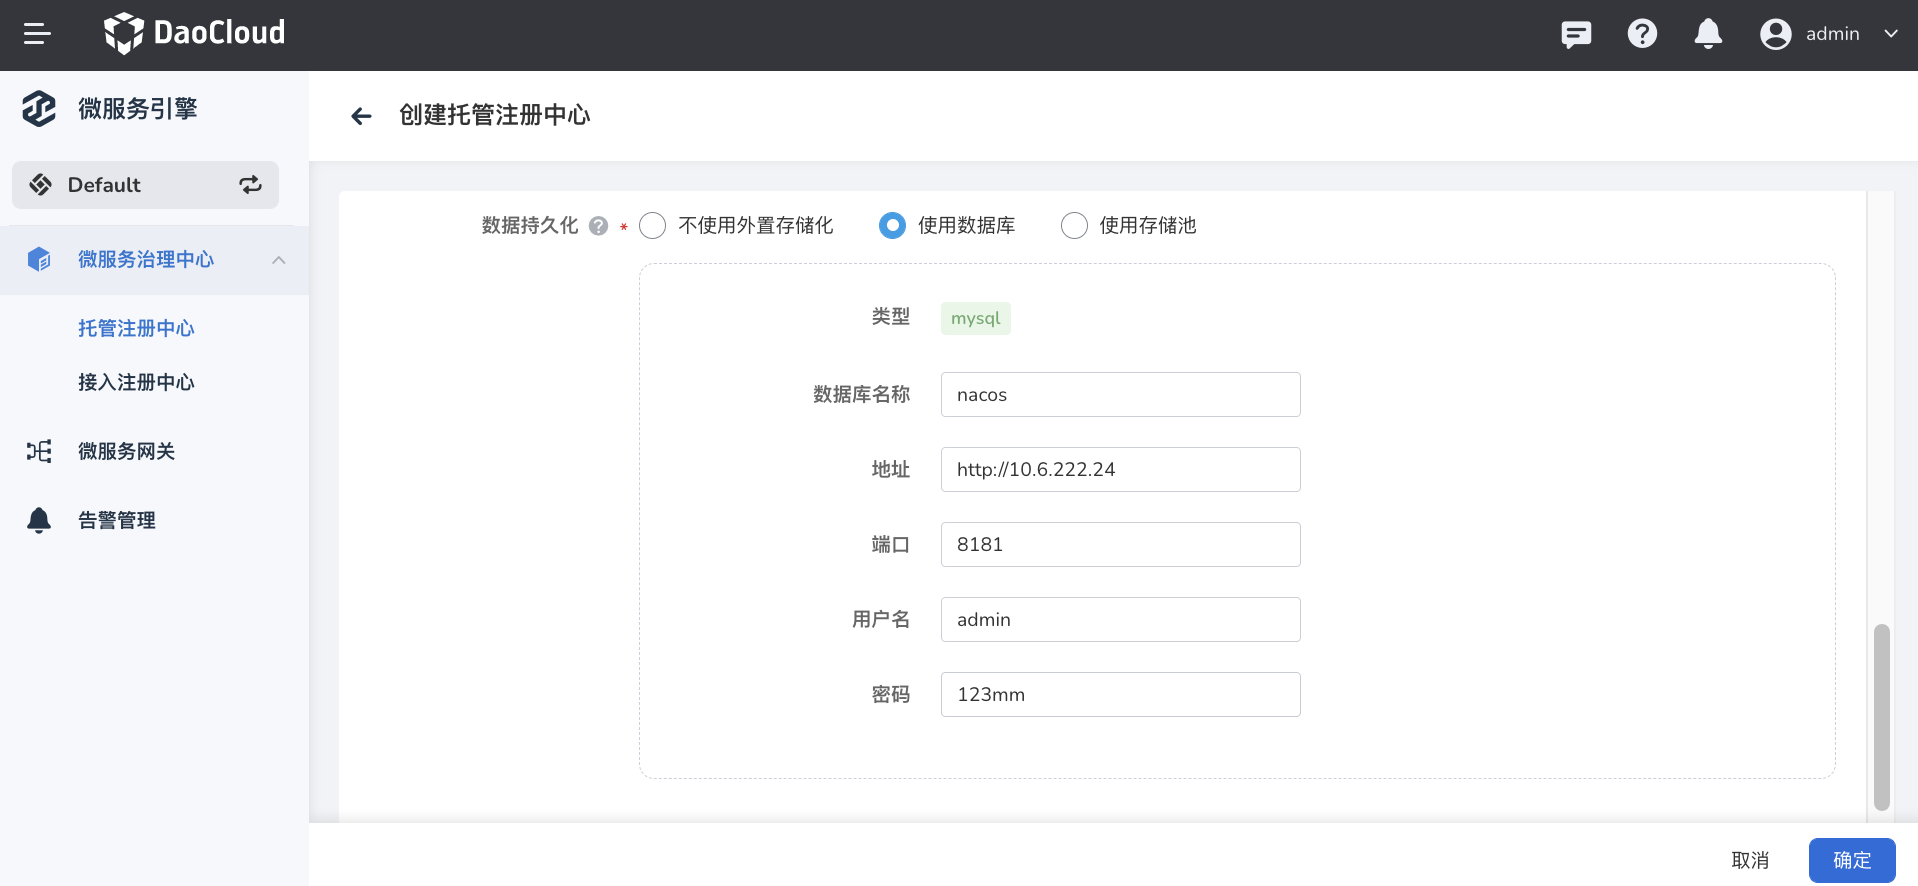 DaoCloud
admin
微服务引擎
Default
微服务治理中心
托管注册中心
接入注册中心
微服务网关
告警管理
创建托管注册中心
数据持久化 ? * 不使用外置存储化 使用数据库 使用存储池
类型 mysql
数据库名称 nacos
地址 http://10.6.222.24
端口 8181
用户名 admin
密码 123mm
取消 确定